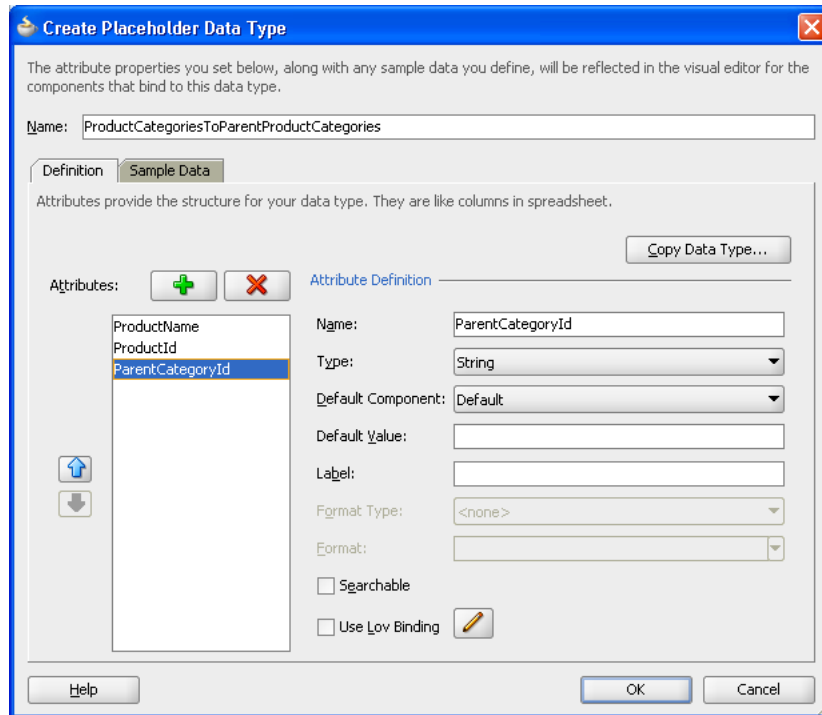 Create Placeholder Data Type
The attribute properties you set below, along with any sample data you define, will be reflected in the visual editor for the
components that bind to this data type.
Name: ProductCategoriesToParentProductCategories
Definition Sample Data
Attributes provide the structure for your data type. They are like columns in spreadsheet.
Copy Data Type...
Attributes: Attribute Definition
ProductName
ProductId
ParentCategoryId
Name: ParentCategoryId
Type: String
Default Component: Default
Default Value:
Label:
Format Type: <none>
Format:
Searchable
Use Lov Binding
Help OK Cancel